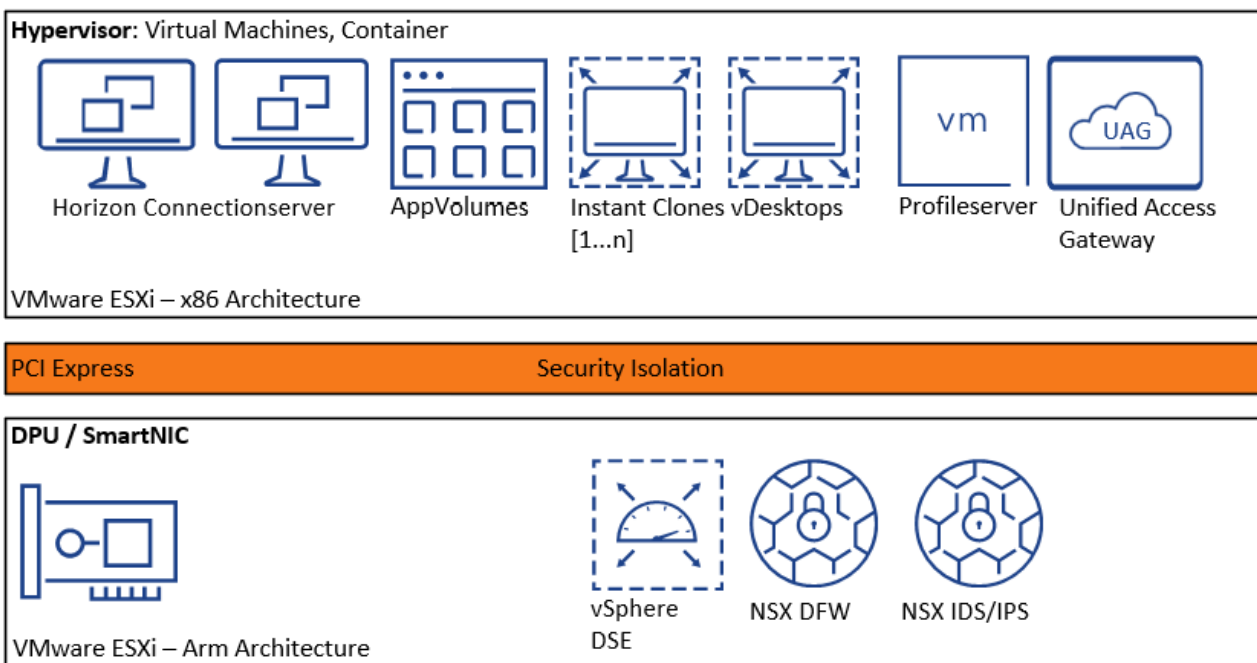 Hypervisor: Virtual Machines, Container
vm
UAG
Horizon Connectionserver
AppVolumes
Instant Clones vDesktops
[1...n]
Profileserver
Unified Access
Gateway
VMware ESXi – x86 Architecture
PCI Express
Security Isolation
DPU / SmartNIC
vSphere
DSE
NSX DFW
NSX IDS/IPS
VMware ESXi – Arm Architecture